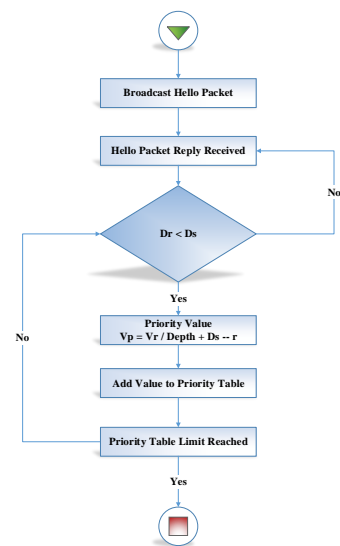 Broadcast Hello Packet
Hello Packet Reply Received
No
Dr < Ds
Yes
Priority Value
Vp = Vr / Depth + Ds -- r
No
Add Value to Priority Table
Priority Table Limit Reached
Yes